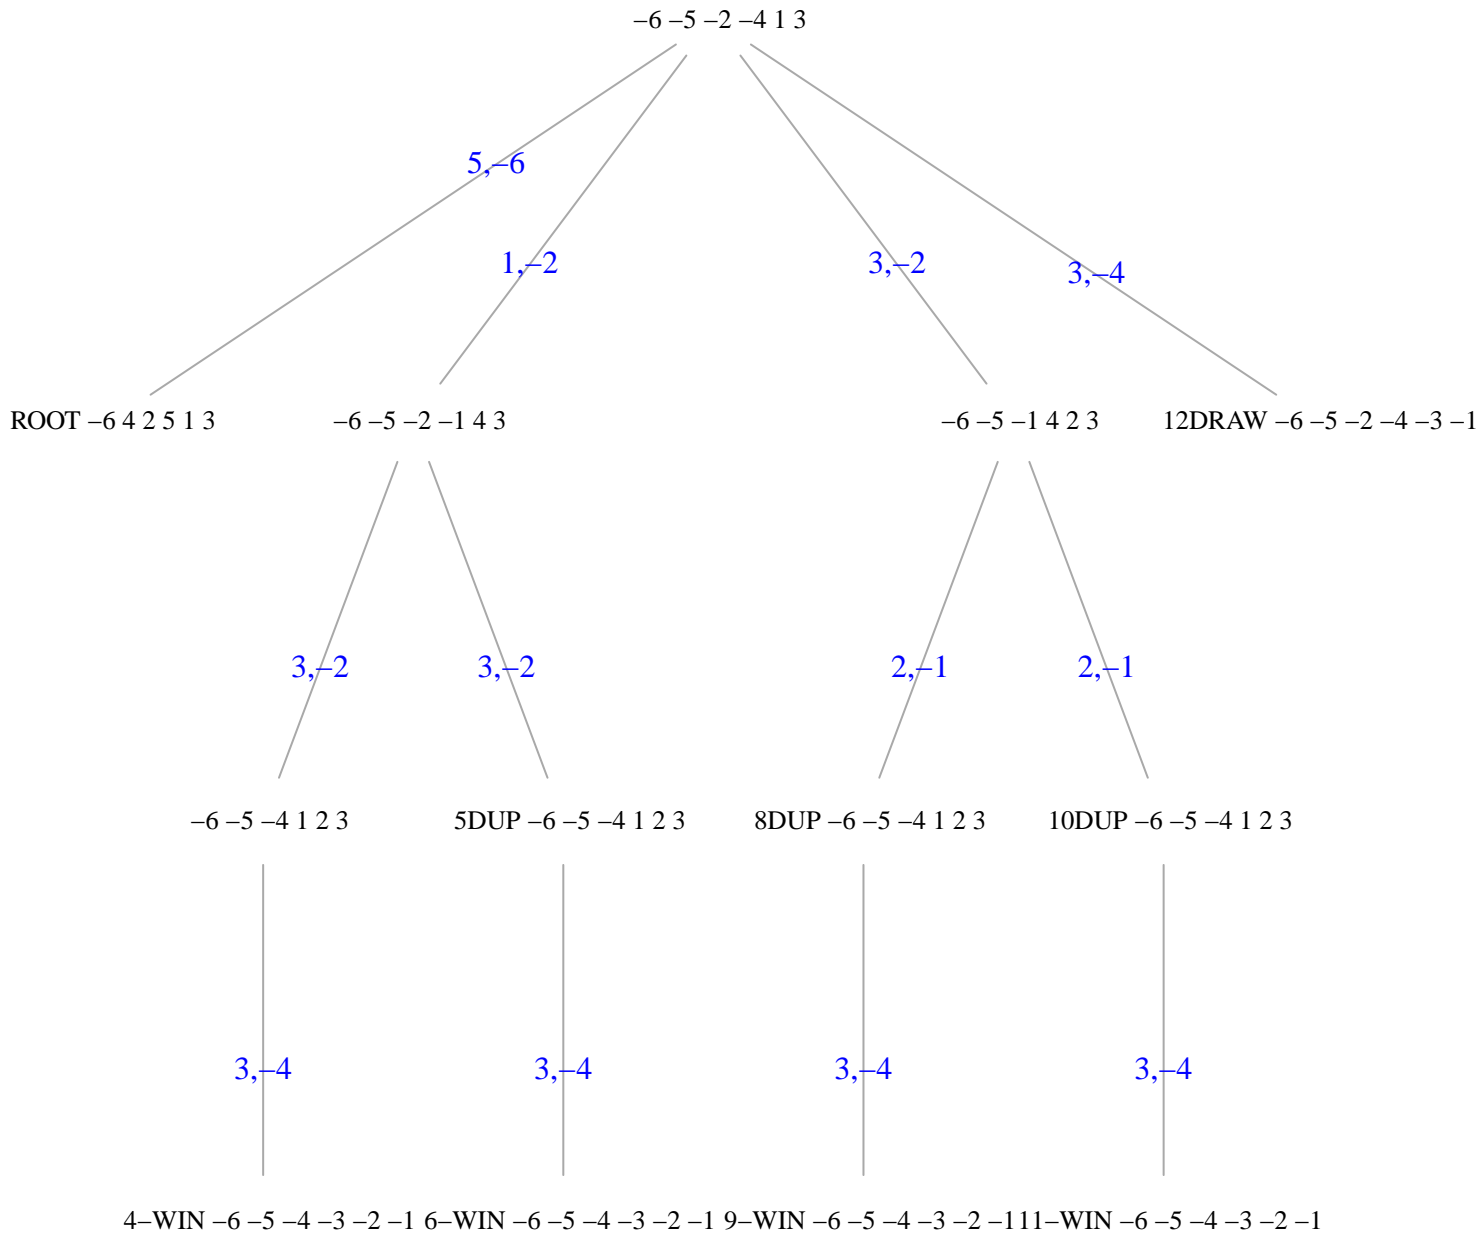 –6 –5 –2 –4 1 3
5,–6
1,–2
3,–2
3,–4
ROOT –6 4 2 5 1 3
–6 –5 –2 –1 4 3
–6 –5 –1 4 2 3
12DRAW –6 –5 –2 –4 –3 –1
3,–2
3,–2
2,–1
2,–1
–6 –5 –4 1 2 3
5DUP –6 –5 –4 1 2 3
8DUP –6 –5 –4 1 2 3
10DUP –6 –5 –4 1 2 3
3,–4
3,–4
3,–4
3,–4
4–WIN –6 –5 –4 –3 –2 –1
6–WIN –6 –5 –4 –3 –2 –1
9–WIN –6 –5 –4 –3 –2 –1
11–WIN –6 –5 –4 –3 –2 –1